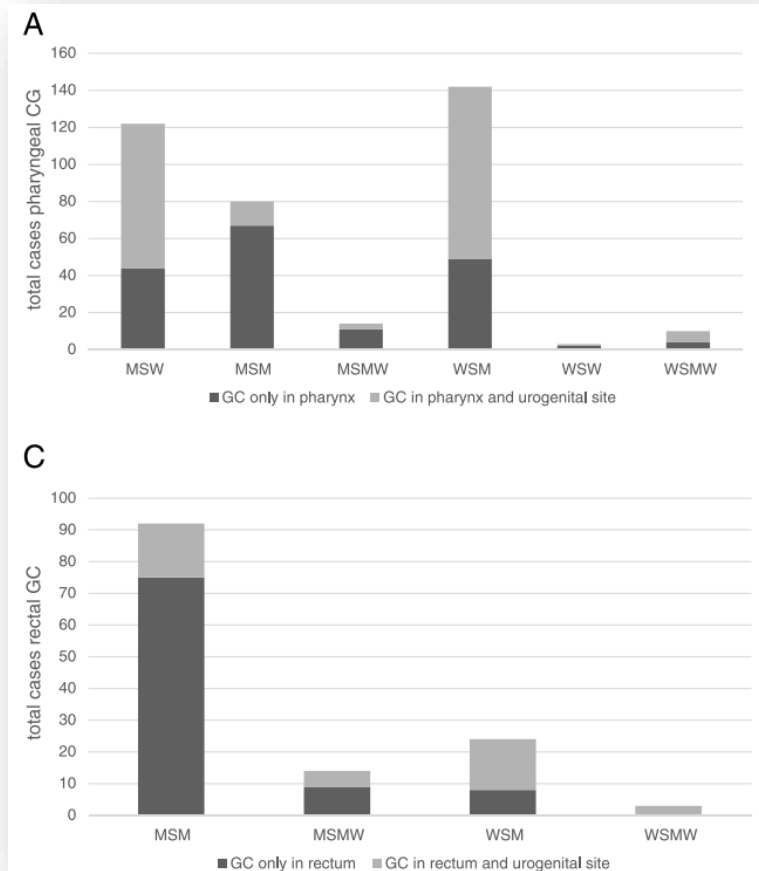 A
160
140
120
100
80
60
40
20
0
total cases pharyngeal CG
MSW MSM MSMW WSM WSW WSMW
GC only in pharynx GC in pharynx and urogenital site
C
100
90
80
70
60
50
40
30
20
10
0
total cases rectal GC
MSM MSMW WSM WSMW
GC only in rectum GC in rectum and urogenital site